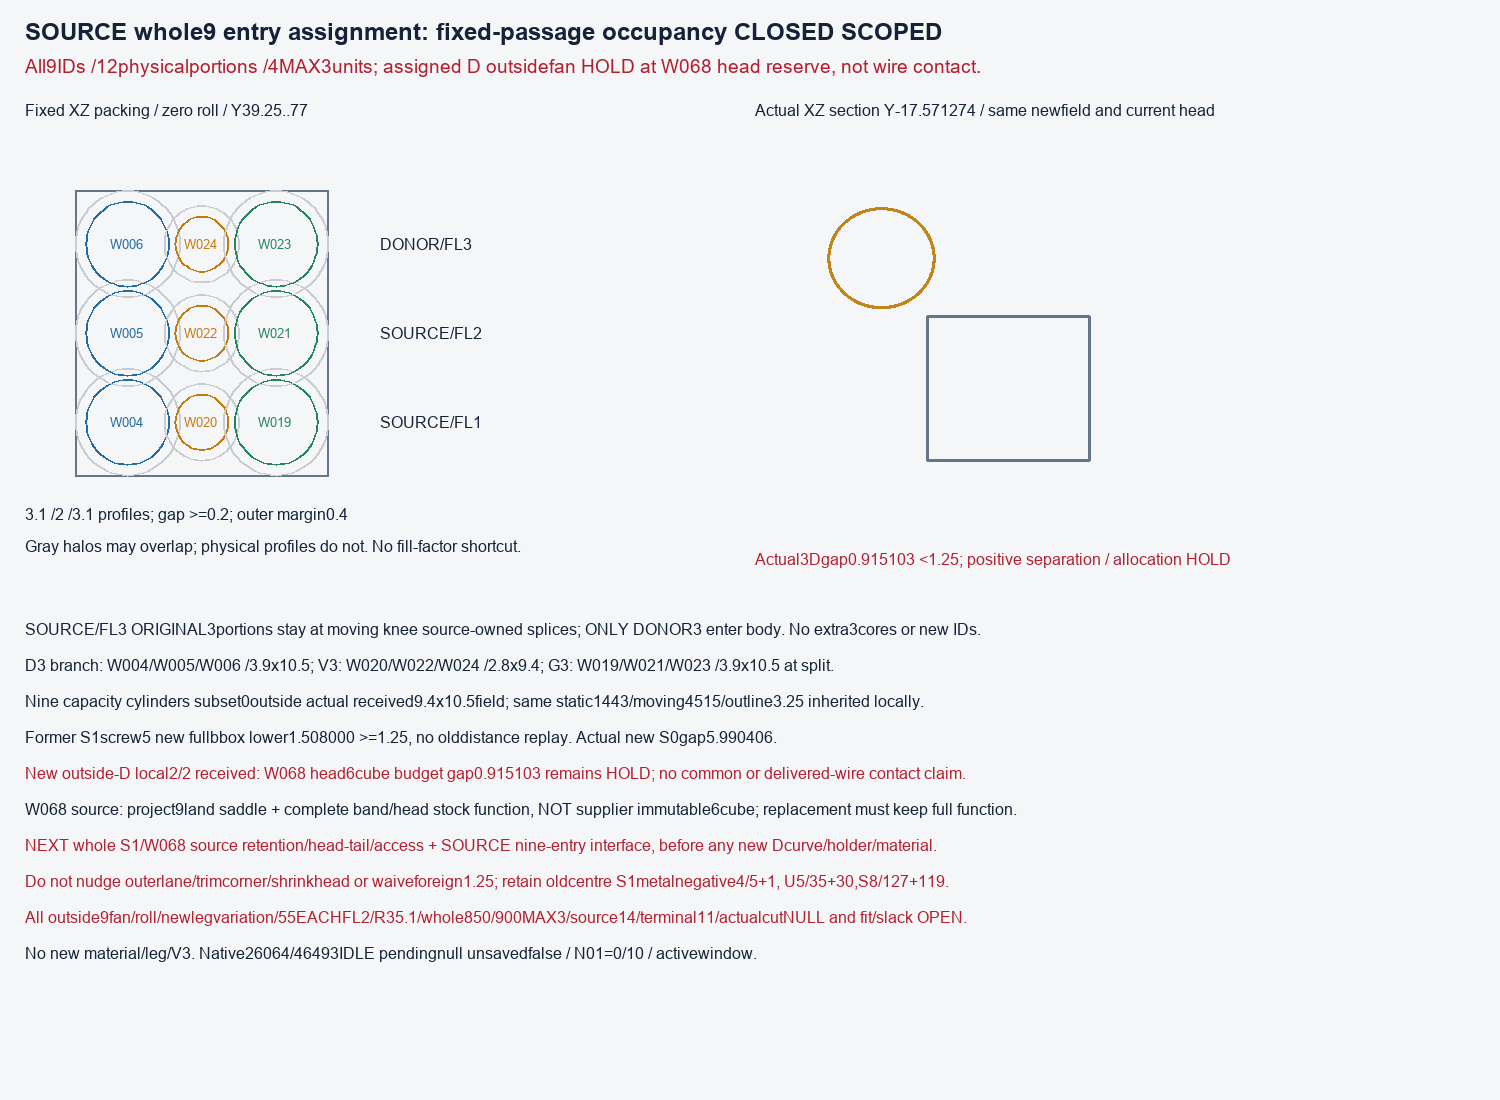 SOURCE whole9 entry assignment: fixed-passage occupancy CLOSED SCOPED
All9IDs /12physicalportions /4MAX3units; assigned D outsidefan HOLD at W068 head reserve, not wire contact.
Fixed XZ packing / zero roll / Y39.25..77
Actual XZ section Y-17.571274 / same newfield and current head
W006 W024 W023 DONOR/FL3
W005 W022 W021 SOURCE/FL2
W004 W020 W019 SOURCE/FL1
3.1 /2 /3.1 profiles; gap >=0.2; outer margin0.4
Gray halos may overlap; physical profiles do not. No fill-factor shortcut.
Actual3Dgap0.915103 <1.25; positive separation / allocation HOLD
SOURCE/FL3 ORIGINAL3portions stay at moving knee source-owned splices; ONLY DONOR3 enter body. No extra3cores or new IDs.
D3 branch: W004/W005/W006 /3.9x10.5; V3: W020/W022/W024 /2.8x9.4; G3: W019/W021/W023 /3.9x10.5 at split.
Nine capacity cylinders subset0outside actual received9.4x10.5field; same static1443/moving4515/outline3.25 inherited locally.
Former S1screw5 new fullbbox lower1.508000 >=1.25, no olddistance replay. Actual new S0gap5.990406.
New outside-D local2/2 received: W068 head6cube budget gap0.915103 remains HOLD; no common or delivered-wire contact claim.
W068 source: project9land saddle + complete band/head stock function, NOT supplier immutable6cube; replacement must keep full function.
NEXT whole S1/W068 source retention/head-tail/access + SOURCE nine-entry interface, before any new Dcurve/holder/material.
Do not nudge outerlane/trimcorner/shrinkhead or waiveforeign1.25; retain oldcentre S1metalnegative4/5+1, U5/35+30,S8/127+119.
All outside9fan/roll/newlegvariation/55EACHFL2/R35.1/whole850/900MAX3/source14/terminal11/actualcutNULL and fit/slack OPEN.
No new material/leg/V3. Native26064/46493IDLE pendingnull unsavedfalse / N01=0/10 / activewindow.